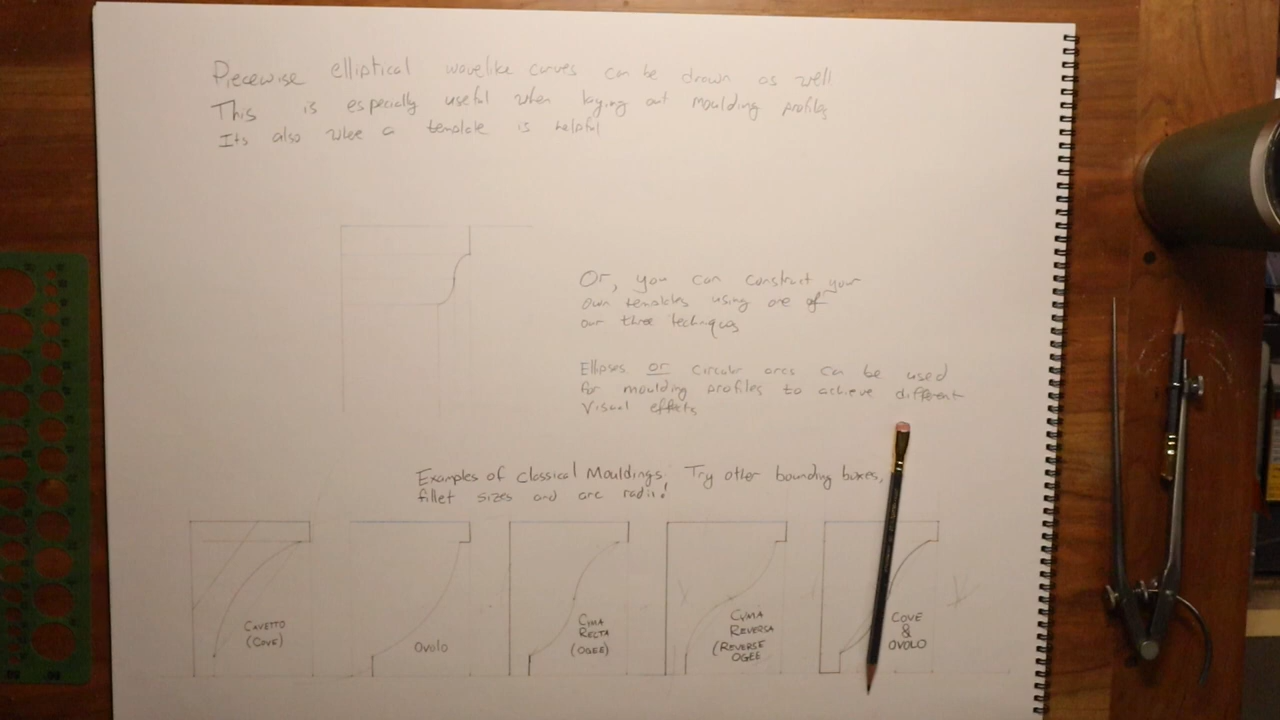 Piecewise elliptical wavelike curves can be drawn as well
This is especially useful when laying out moulding profiles
Its also where a template is helpful
Or, you can construct your
own templates using one of
our three techniques
Ellipses or circular arcs can be used
for moulding profiles to achieve different
visual effects
Examples of Classical Mouldings. Try other bounding boxes,
fillet sizes and arc radii!
CAVETTO
(COVE)
OVOLO
CIMA
RECTA
(OGEE)
CYMA
REVERSA
(REVERSE
OGEE
COVE
&
OVOLO